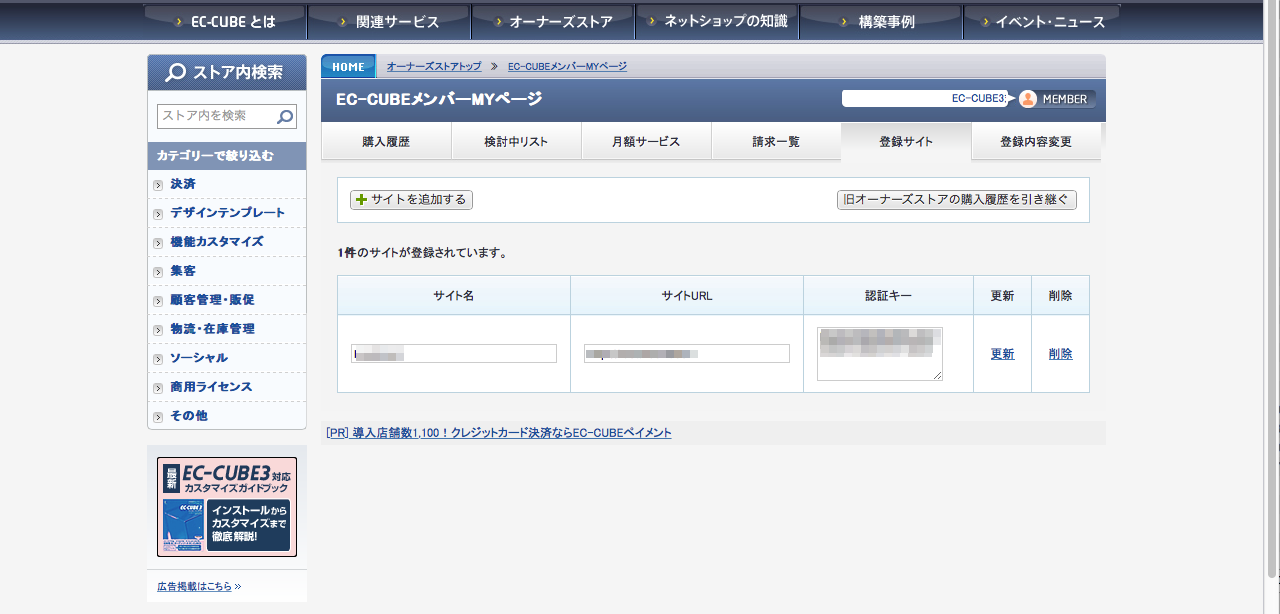 EC-CUBE とは
関連サービス
オーナーズストア
ネットショップの知識
構築事例
イベント・ニュース
ストア内検索
ストア内を検索
カテゴリーで絞り込む
決済
デザインテンプレート
機能カスタマイズ
集客
顧客管理・販促
物流・在庫管理
ソーシャル
商用ライセンス
その他
最新 EC-CUBE3対応
カスタマイズガイドブック
EC-CUBE 3
インストールから
カスタマイズまで
徹底解説!
広告掲載はこちら »
HOME オーナーズストアトップ » EC-CUBEメンバーMYページ
EC-CUBEメンバーMYページ
EC-CUBE3 MEMBER
購入履歴
検討中リスト
月額サービス
請求一覧
登録サイト
登録内容変更
サイトを追加する
旧オーナーズストアの購入履歴を引き継ぐ
1件のサイトが登録されています。
サイト名 サイトURL 認証キー 更新 削除
更新 削除
[PR] 導入店舗数1,100！クレジットカード決済ならEC-CUBEペイメント